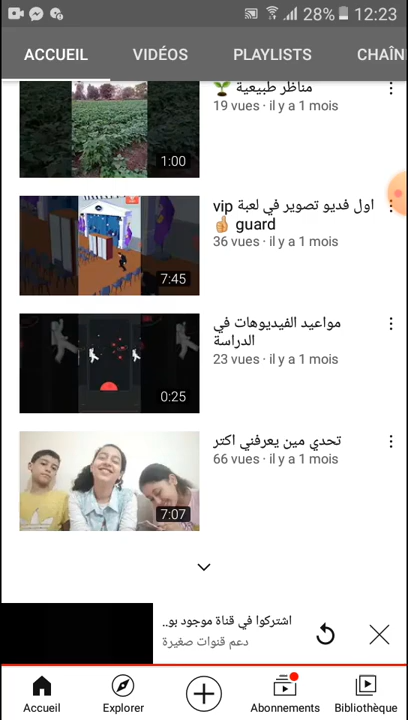 28% 12:23
ACCUEIL VIDÉOS PLAYLISTS CHAÎN
مناظر طبيعية 🌱
19 vues · il y a 1 mois
1:00
اول فديو تصوير في لعبة vip
guard 👍🏼
36 vues · il y a 1 mois
7:45
مواعيد الفيديوهات في
الدراسة
23 vues · il y a 1 mois
0:25
تحدي مين يعرفني اكتر
66 vues · il y a 1 mois
7:07
اشتركوا في قناة موجود بو..
دعم قنوات صغيرة
Accueil Explorer Abonnements Bibliothèque